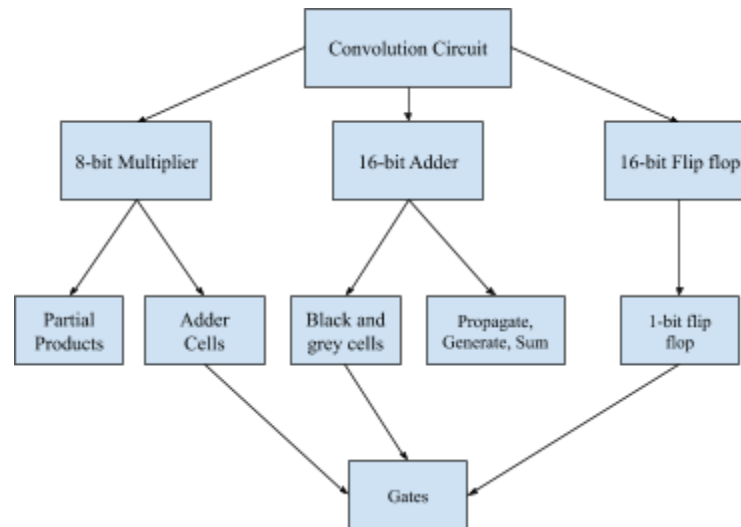 Convolution Circuit
8-bit Multiplier
16-bit Adder
16-bit Flip flop
Partial
Products
Adder
Cells
Black and
grey cells
Propagate,
Generate, Sum
1-bit flip
flop
Gates